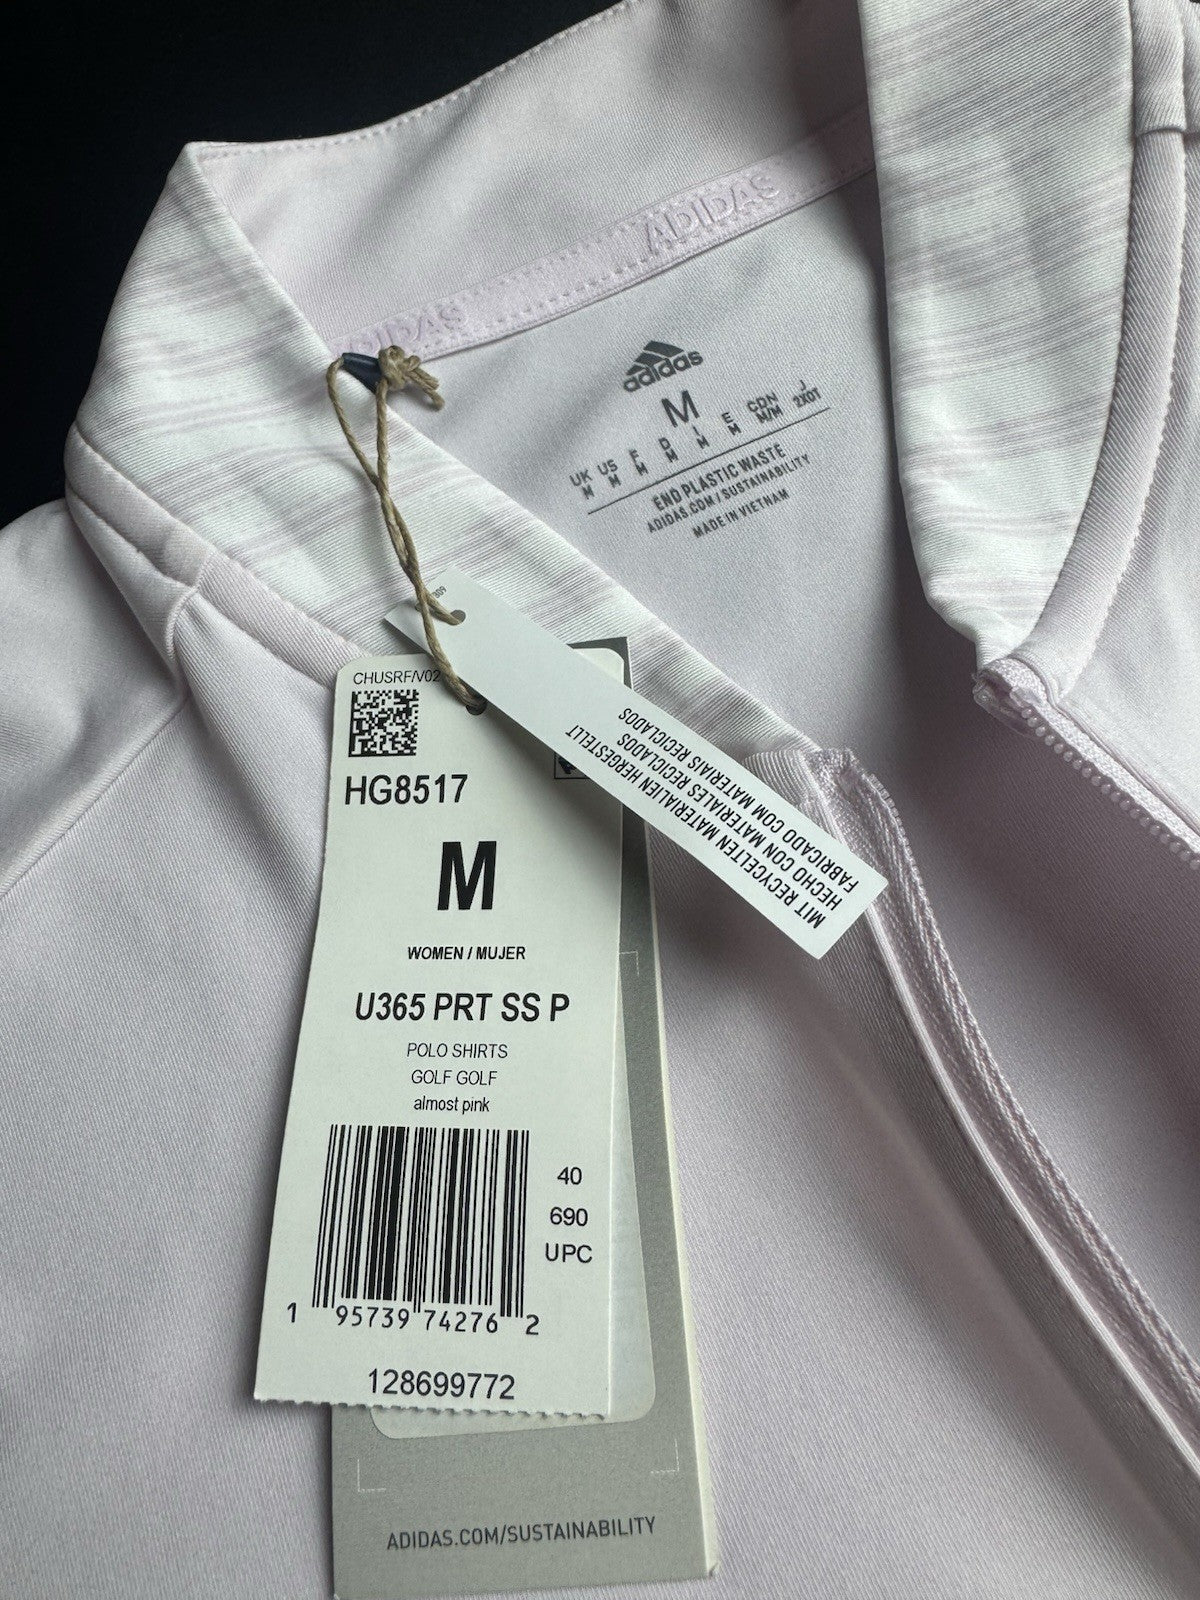 ADIDAS
ADIDAS
adidas
M
UK US F D I E CDN J
M M M M M M M/M 2XOT
END PLASTIC WASTE
ADIDAS.COM/SUSTAINABILITY
MADE IN VIETNAM
MIT RECYCELTEN MATERIALIEN HERGESTELLT
HECHO CON MATERIALES RECICLADOS
FABRICADO COM MATERIAIS RECICLADOS
CHUSRF/V02
HG8517
M
WOMEN / MUJER
U365 PRT SS P
POLO SHIRTS
GOLF GOLF
almost pink
40
690
UPC
1 95739 74276 2
128699772
ADIDAS.COM/SUSTAINABILITY